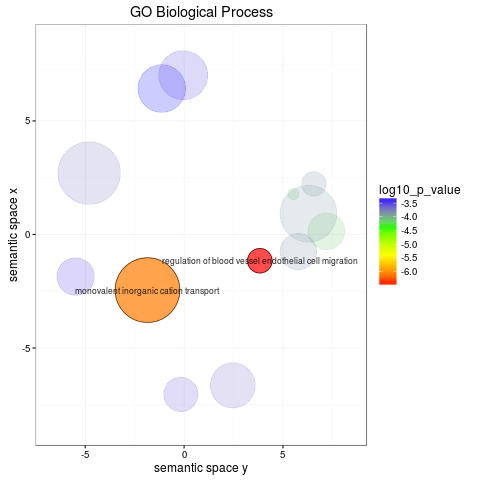 GO Biological Process
semantic space x
5
0
-5
regulation of blood vessel endothelial cell migration
monovalent inorganic cation transport
-5
0
5
semantic space y
log10_p_value
-3.5
-4.0
-4.5
-5.0
-5.5
-6.0